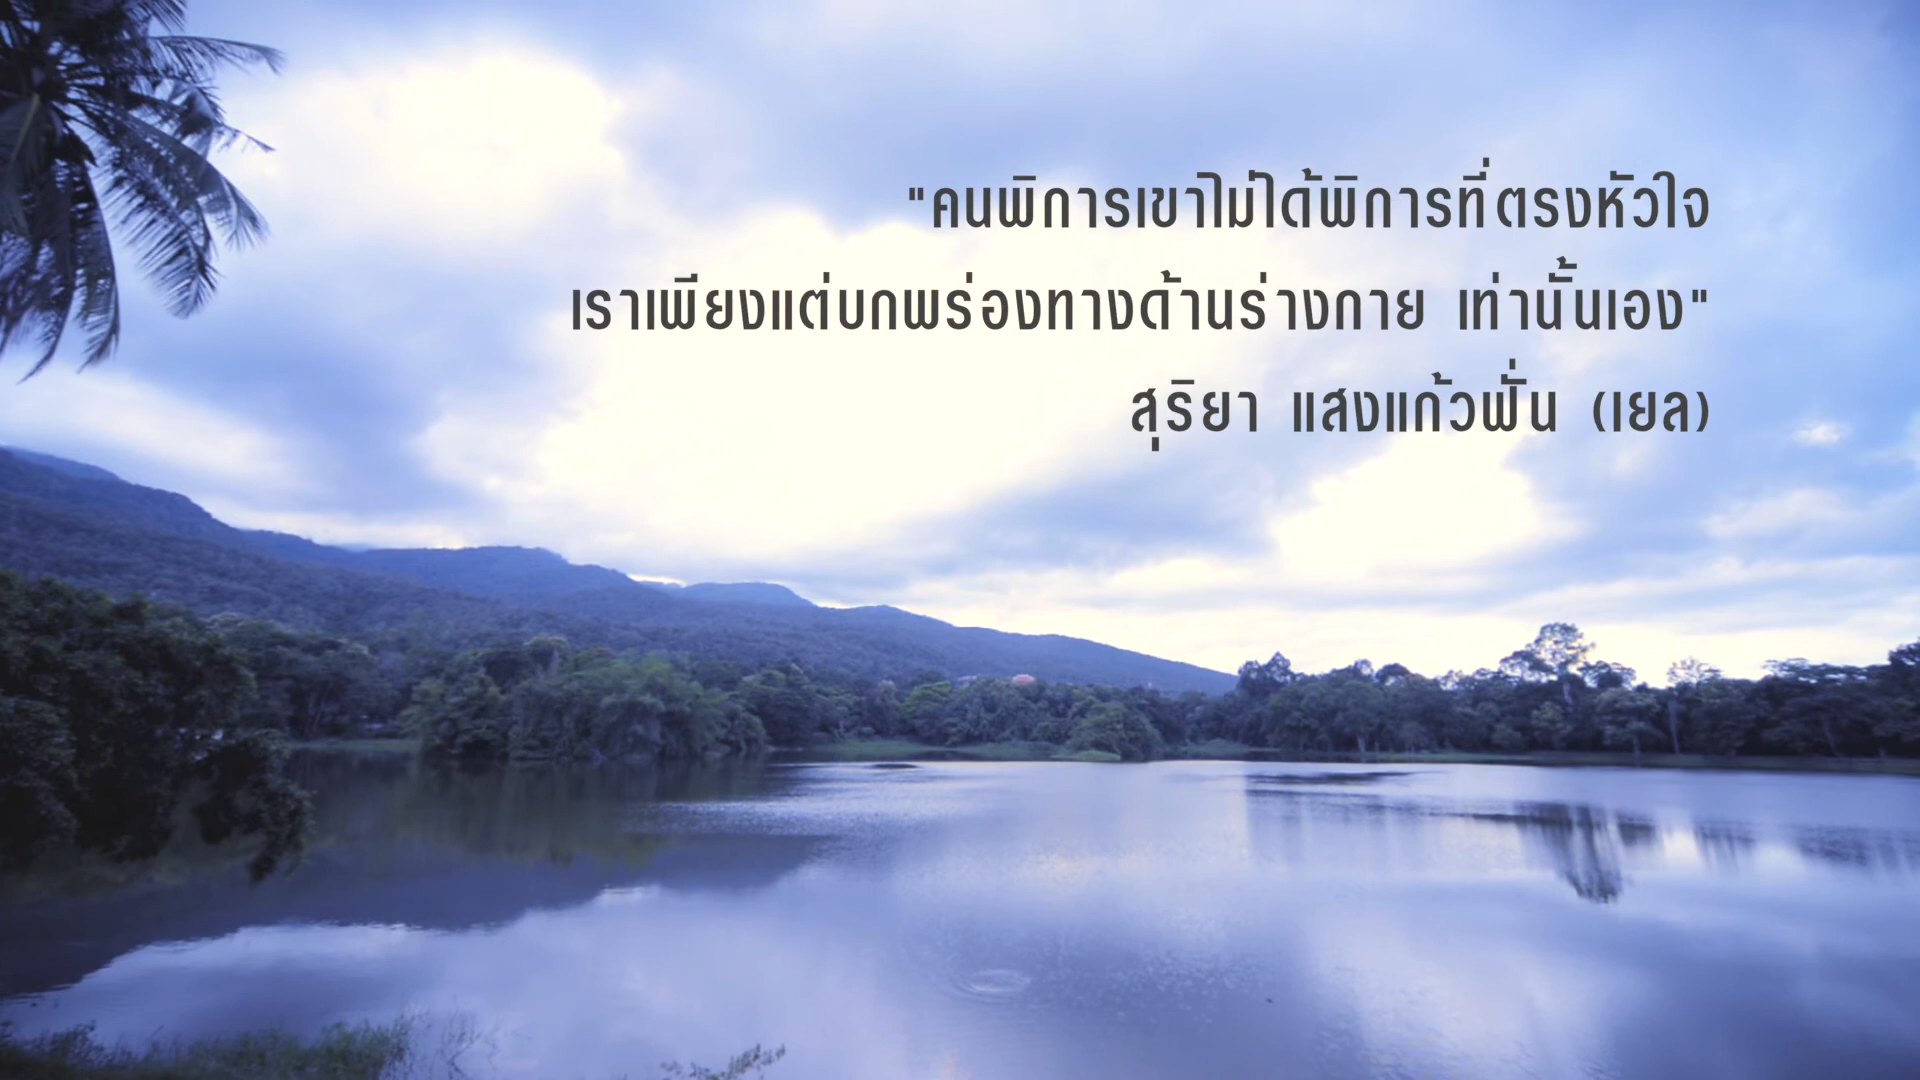 "คนพิการเขาไม่ได้พิการที่ตรงหัวใจ
เราเพียงแต่บกพร่องทางด้านร่างกาย เท่านั้นเอง"
สุริยา แสงแก้วฟั่น (เยล)